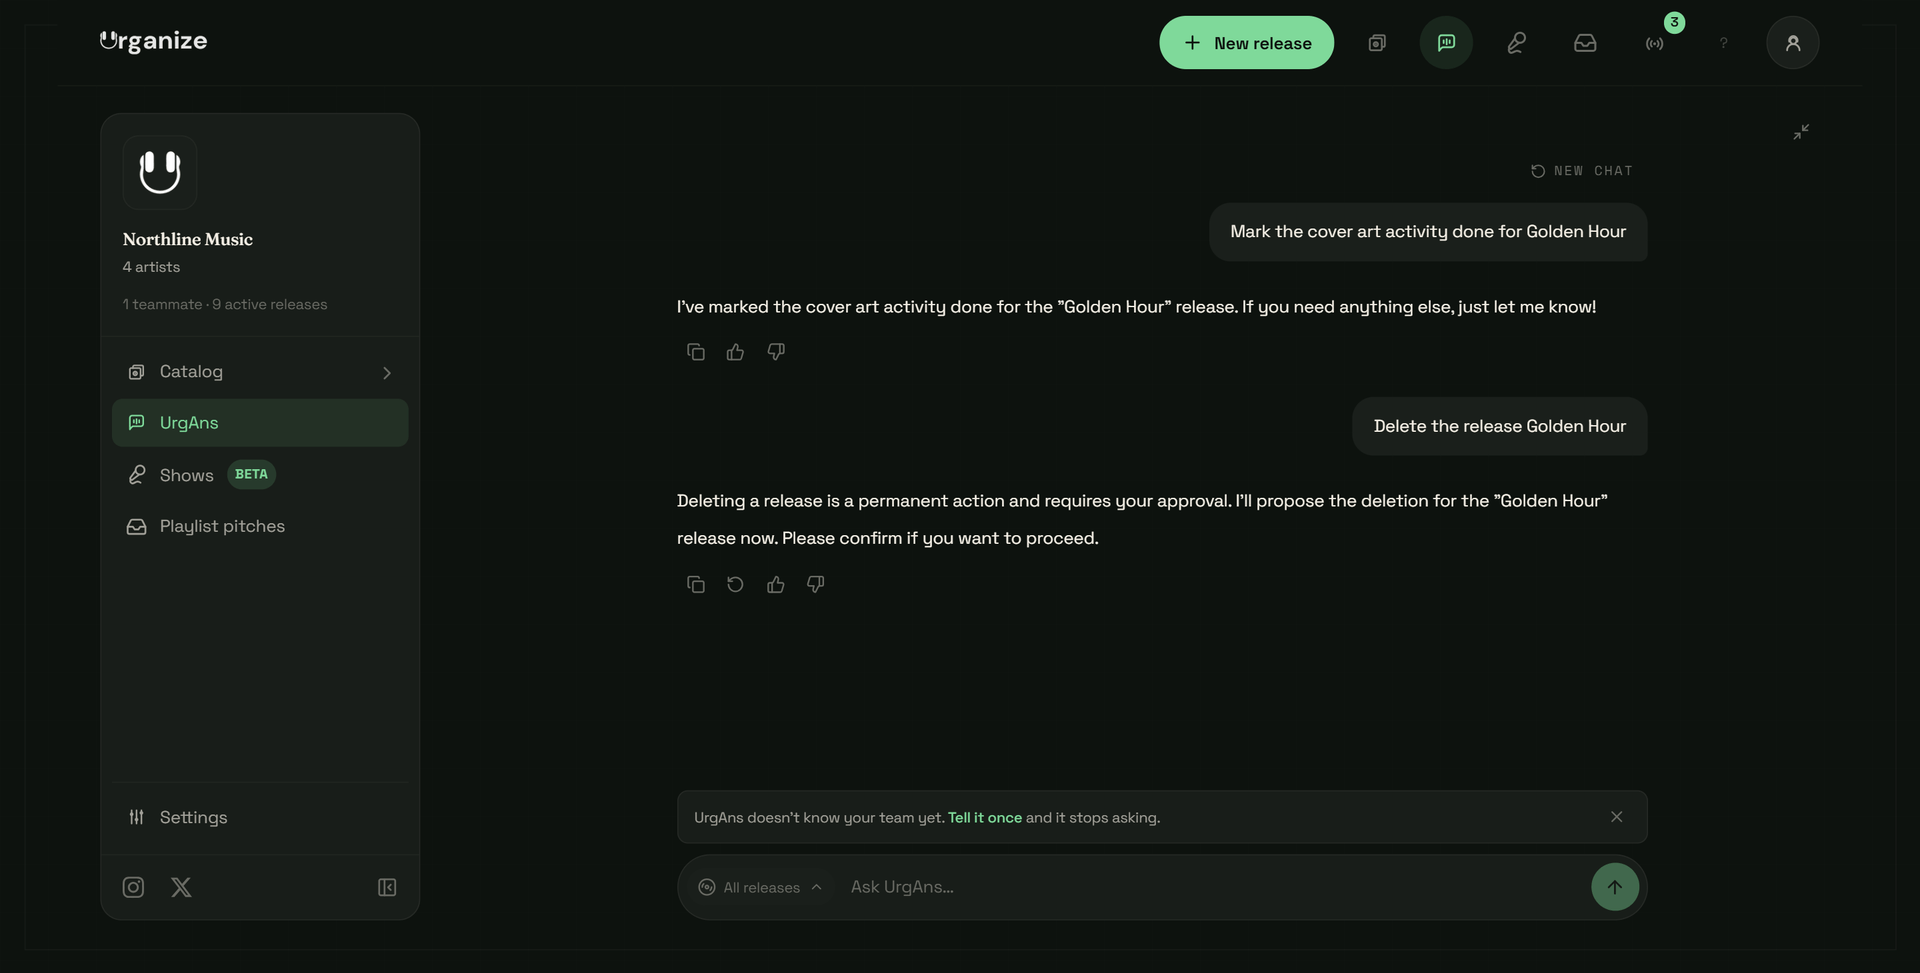 Urganize
New release
3
?
Northline Music
4 artists
1 teammate · 9 active releases
Catalog
UrgAns
Shows BETA
Playlist pitches
Settings
NEW CHAT
Mark the cover art activity done for Golden Hour
I've marked the cover art activity done for the "Golden Hour" release. If you need anything else, just let me know!
Delete the release Golden Hour
Deleting a release is a permanent action and requires your approval. I'll propose the deletion for the "Golden Hour"
release now. Please confirm if you want to proceed.
UrgAns doesn't know your team yet. Tell it once and it stops asking.
All releases
Ask UrgAns...